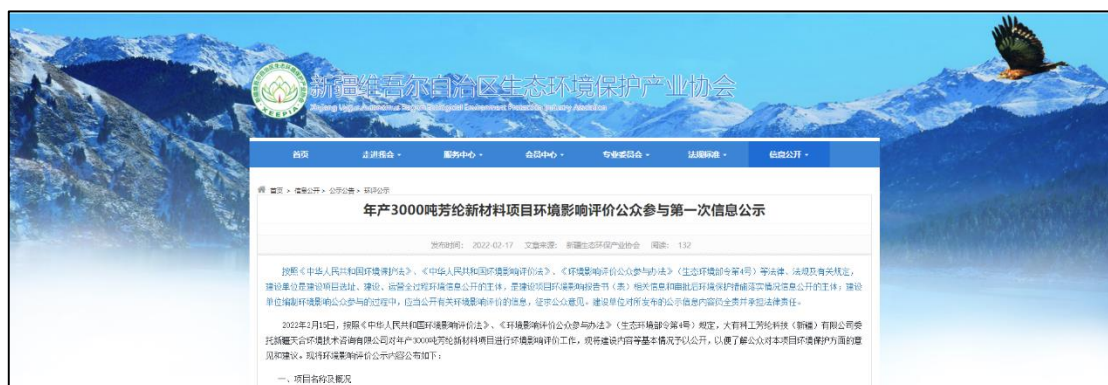 新疆维吾尔自治区生态环境保护产业协会
Xinjiang Uygur Autonomous Region Ecological Environment Protection Industry Association
XEEPIA
首页 走进我会 服务中心 会员中心 专业委员会 法规标准 信息公开
首页 > 信息公开 > 公示公告 > 环评公示
年产3000吨芳纶新材料项目环境影响评价公众参与第一次信息公示
发布时间： 2022-02-17 文章来源： 新疆生态环保产业协会 阅读： 132
按照《中华人民共和国环境保护法》、《中华人民共和国环境影响评价法》、《环境影响评价公众参与办法》（生态环境部令第4号）等法律、法规及有关规定，
建设单位是建设项目选址、建设、运营全过程环境信息公开的主体，是建设项目环境影响报告书（表）相关信息和审批后环境保护措施落实情况信息公开的主体；建设
单位编制环境影响公众参与的过程中，应当公开有关环境影响评价的信息，征求公众意见。建设单位对所发布的公示信息内容负全责并承担法律责任。
2022年2月15日，按照《中华人民共和国环境影响评价法》、《环境影响评价公众参与办法》（生态环境部令第4号）规定，大有科工芳纶科技（新疆）有限公司委
托新疆天合环境技术咨询有限公司对年产3000吨芳纶新材料项目进行环境影响评价工作，现将建设内容等基本情况予以公开，以便了解公众对本项目环境保护方面的意
见和建议。现将环境影响评价公示内容公布如下：
一、项目名称及概况